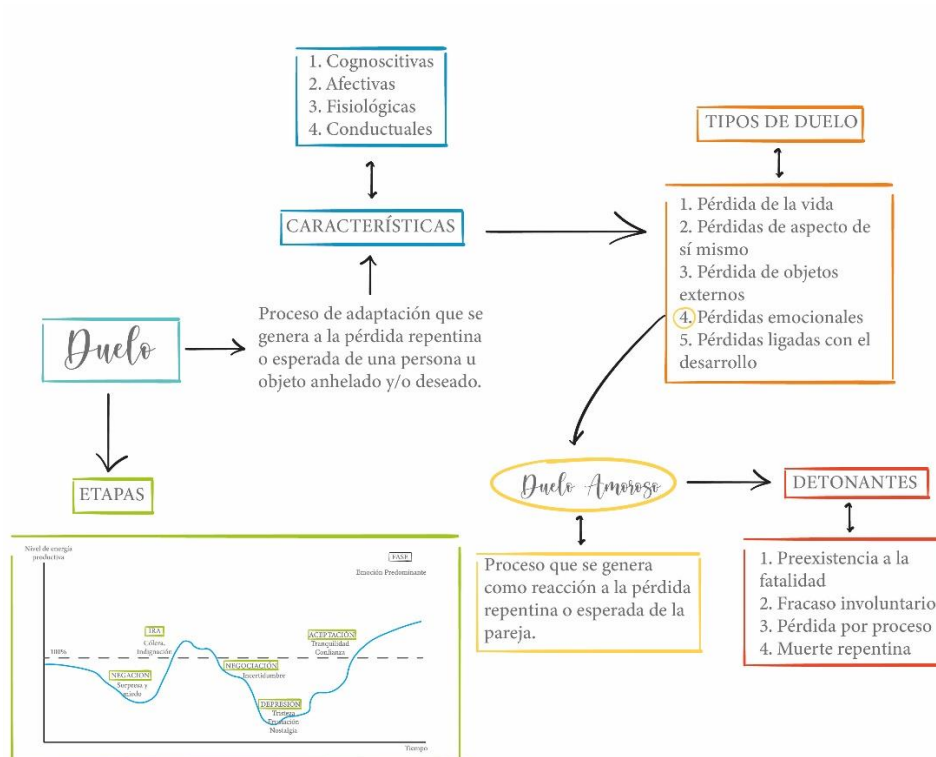 1. Cognoscitivas
2. Afectivas
3. Fisiológicas
4. Conductuales
TIPOS DE DUELO
CARACTERÍSTICAS
1. Pérdida de la vida
2. Pérdidas de aspecto de
sí mismo
3. Pérdida de objetos
externos
4. Pérdidas emocionales
5. Pérdidas ligadas con el
desarrollo
Duelo
Proceso de adaptación que se
genera a la pérdida repentina
o esperada de una persona u
objeto anhelado y/o deseado.
ETAPAS
Duelo Amoroso
DETONANTES
Proceso que se genera
como reacción a la pérdida
repentina o esperada de la
pareja.
1. Preexistencia a la
fatalidad
2. Fracaso involuntario
3. Pérdida por proceso
4. Muerte repentina
Nivel de energía
productiva
FASE
Emoción Predominante
100%
IRA
Cólera,
Indignación
NEGACIÓN
Sorpresa y
miedo
NEGOCIACIÓN
Incertidumbre
ACEPTACIÓN
Tranquilidad
Confianza
DEPRESIÓN
Tristeza
Frustración
Nostalgia
Tiempo